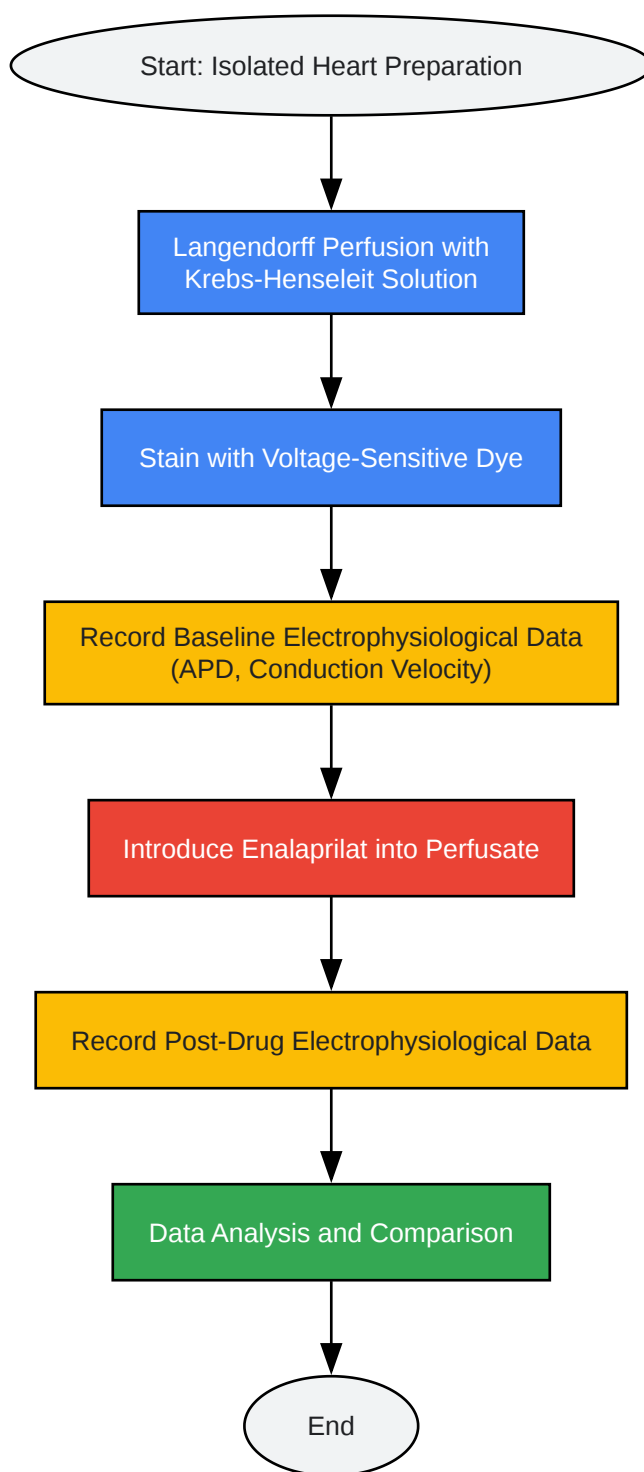 Start: Isolated Heart Preparation
Langendorff Perfusion with
Krebs-Henseleit Solution
Stain with Voltage-Sensitive Dye
Record Baseline Electrophysiological Data
(APD, Conduction Velocity)
Introduce Enalaprilat into Perfusate
Record Post-Drug Electrophysiological Data
Data Analysis and Comparison
End